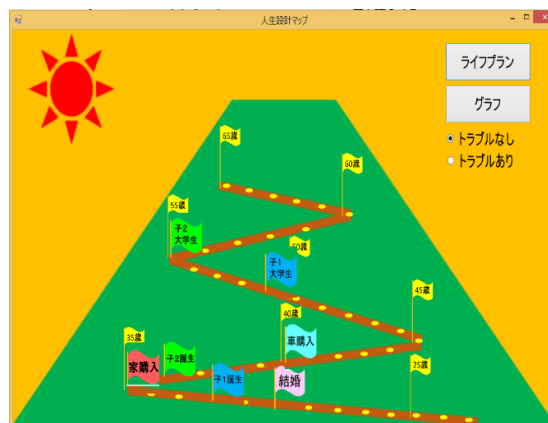 人生設計マップ
ライフプラン
グラフ
トラブルなし
トラブルあり
65歳
60歳
55歳
子2
大学生
50歳
子1
大学生
45歳
40歳
車購入
35歳
家購入
子2誕生
子1誕生
結婚
25歳